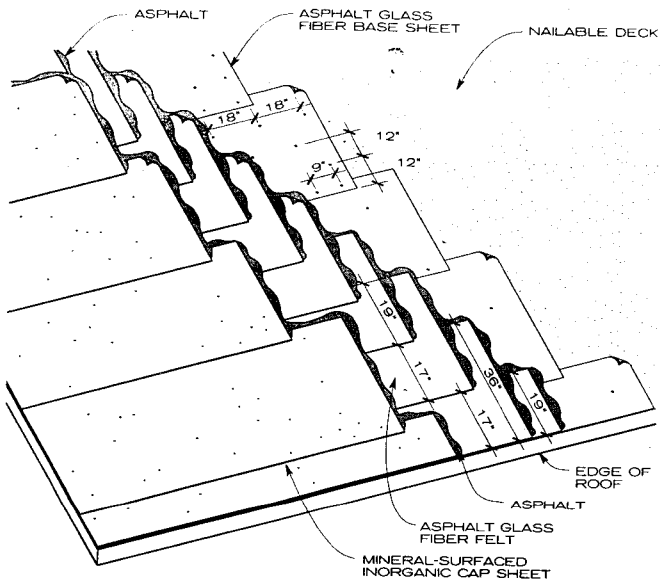 ASPHALT
ASPHALT GLASS
FIBER BASE SHEET
NAILABLE DECK
18"
18"
12"
9"
12"
19"
17"
36"
19"
17"
EDGE OF
ROOF
ASPHALT
ASPHALT GLASS
FIBER FELT
MINERAL-SURFACED
INORGANIC CAP SHEET